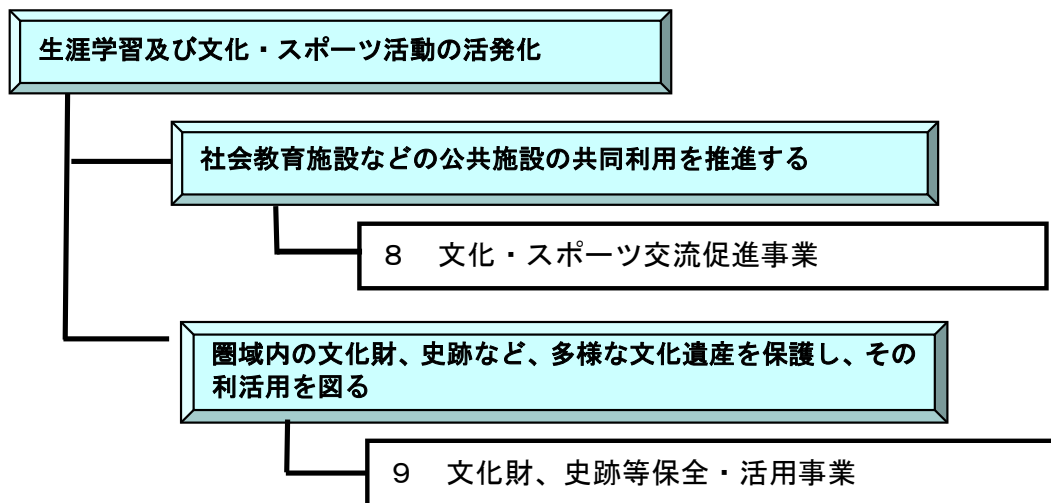 生涯学習及び文化・スポーツ活動の活発化
社会教育施設などの公共施設の共同利用を推進する
８　文化・スポーツ交流促進事業
圏域内の文化財、史跡など、多様な文化遺産を保護し、その
利活用を図る
９　文化財、史跡等保全・活用事業